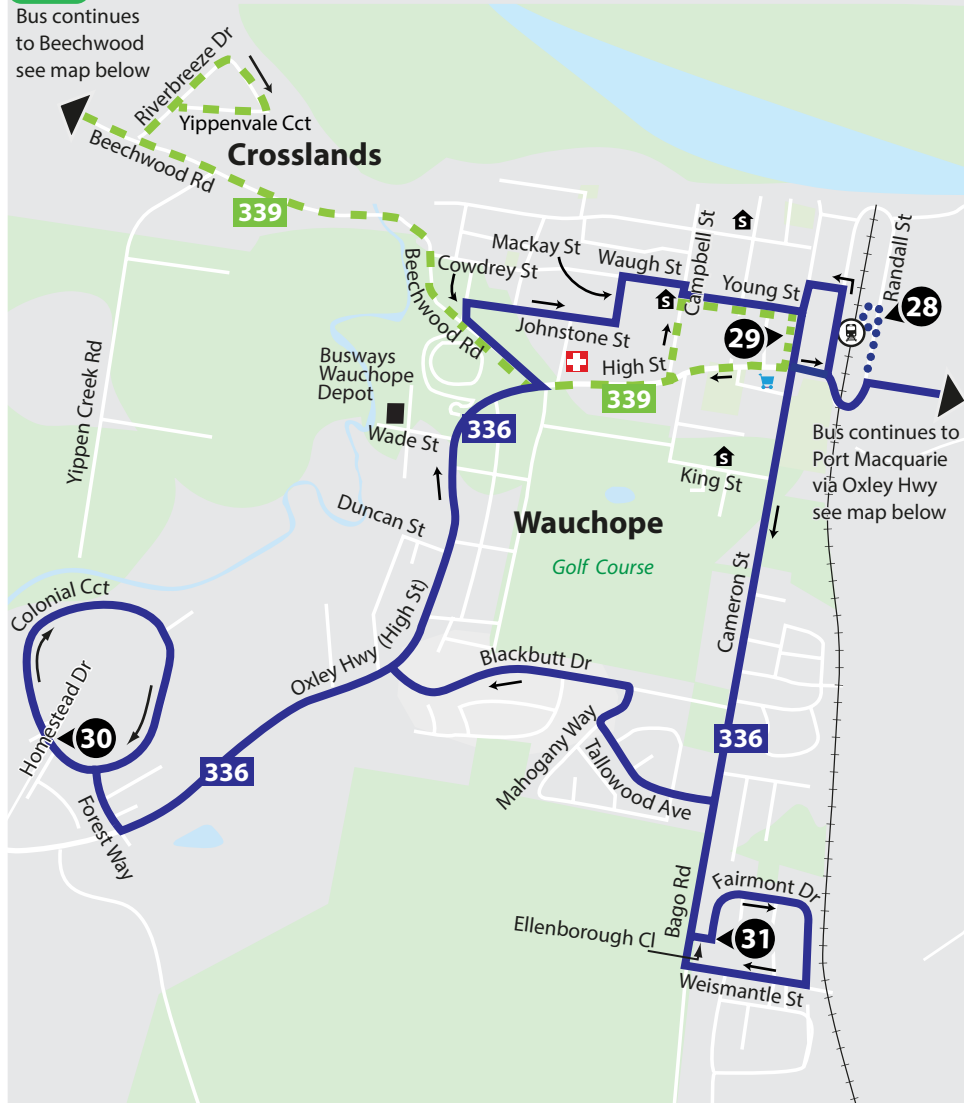 Bus continues
to Beechwood
see map below
Riverbreeze Dr
Yippenvale Cct
Beechwood Rd
Crosslands
339
Mackay St
Waugh St
Campbell St
S
Randall St
Cowdrey St
Young St
28
Beechwood Rd
S
Johnstone St
29
High St
339
Yippen Creek Rd
Busways
Wauchope
Depot
336
Wade St
S
King St
Bus continues to
Port Macquarie
via Oxley Hwy
see map below
Duncan St
Wauchope
Golf Course
Cameron St
Colonial Cct
Oxley Hwy (High St)
Blackbutt Dr
Homestead Dr
30
336
336
Mahogany Way
Tallowood Ave
Forest Way
Bago Rd
Fairmont Dr
Ellenborough Cl
31
Weismantle St